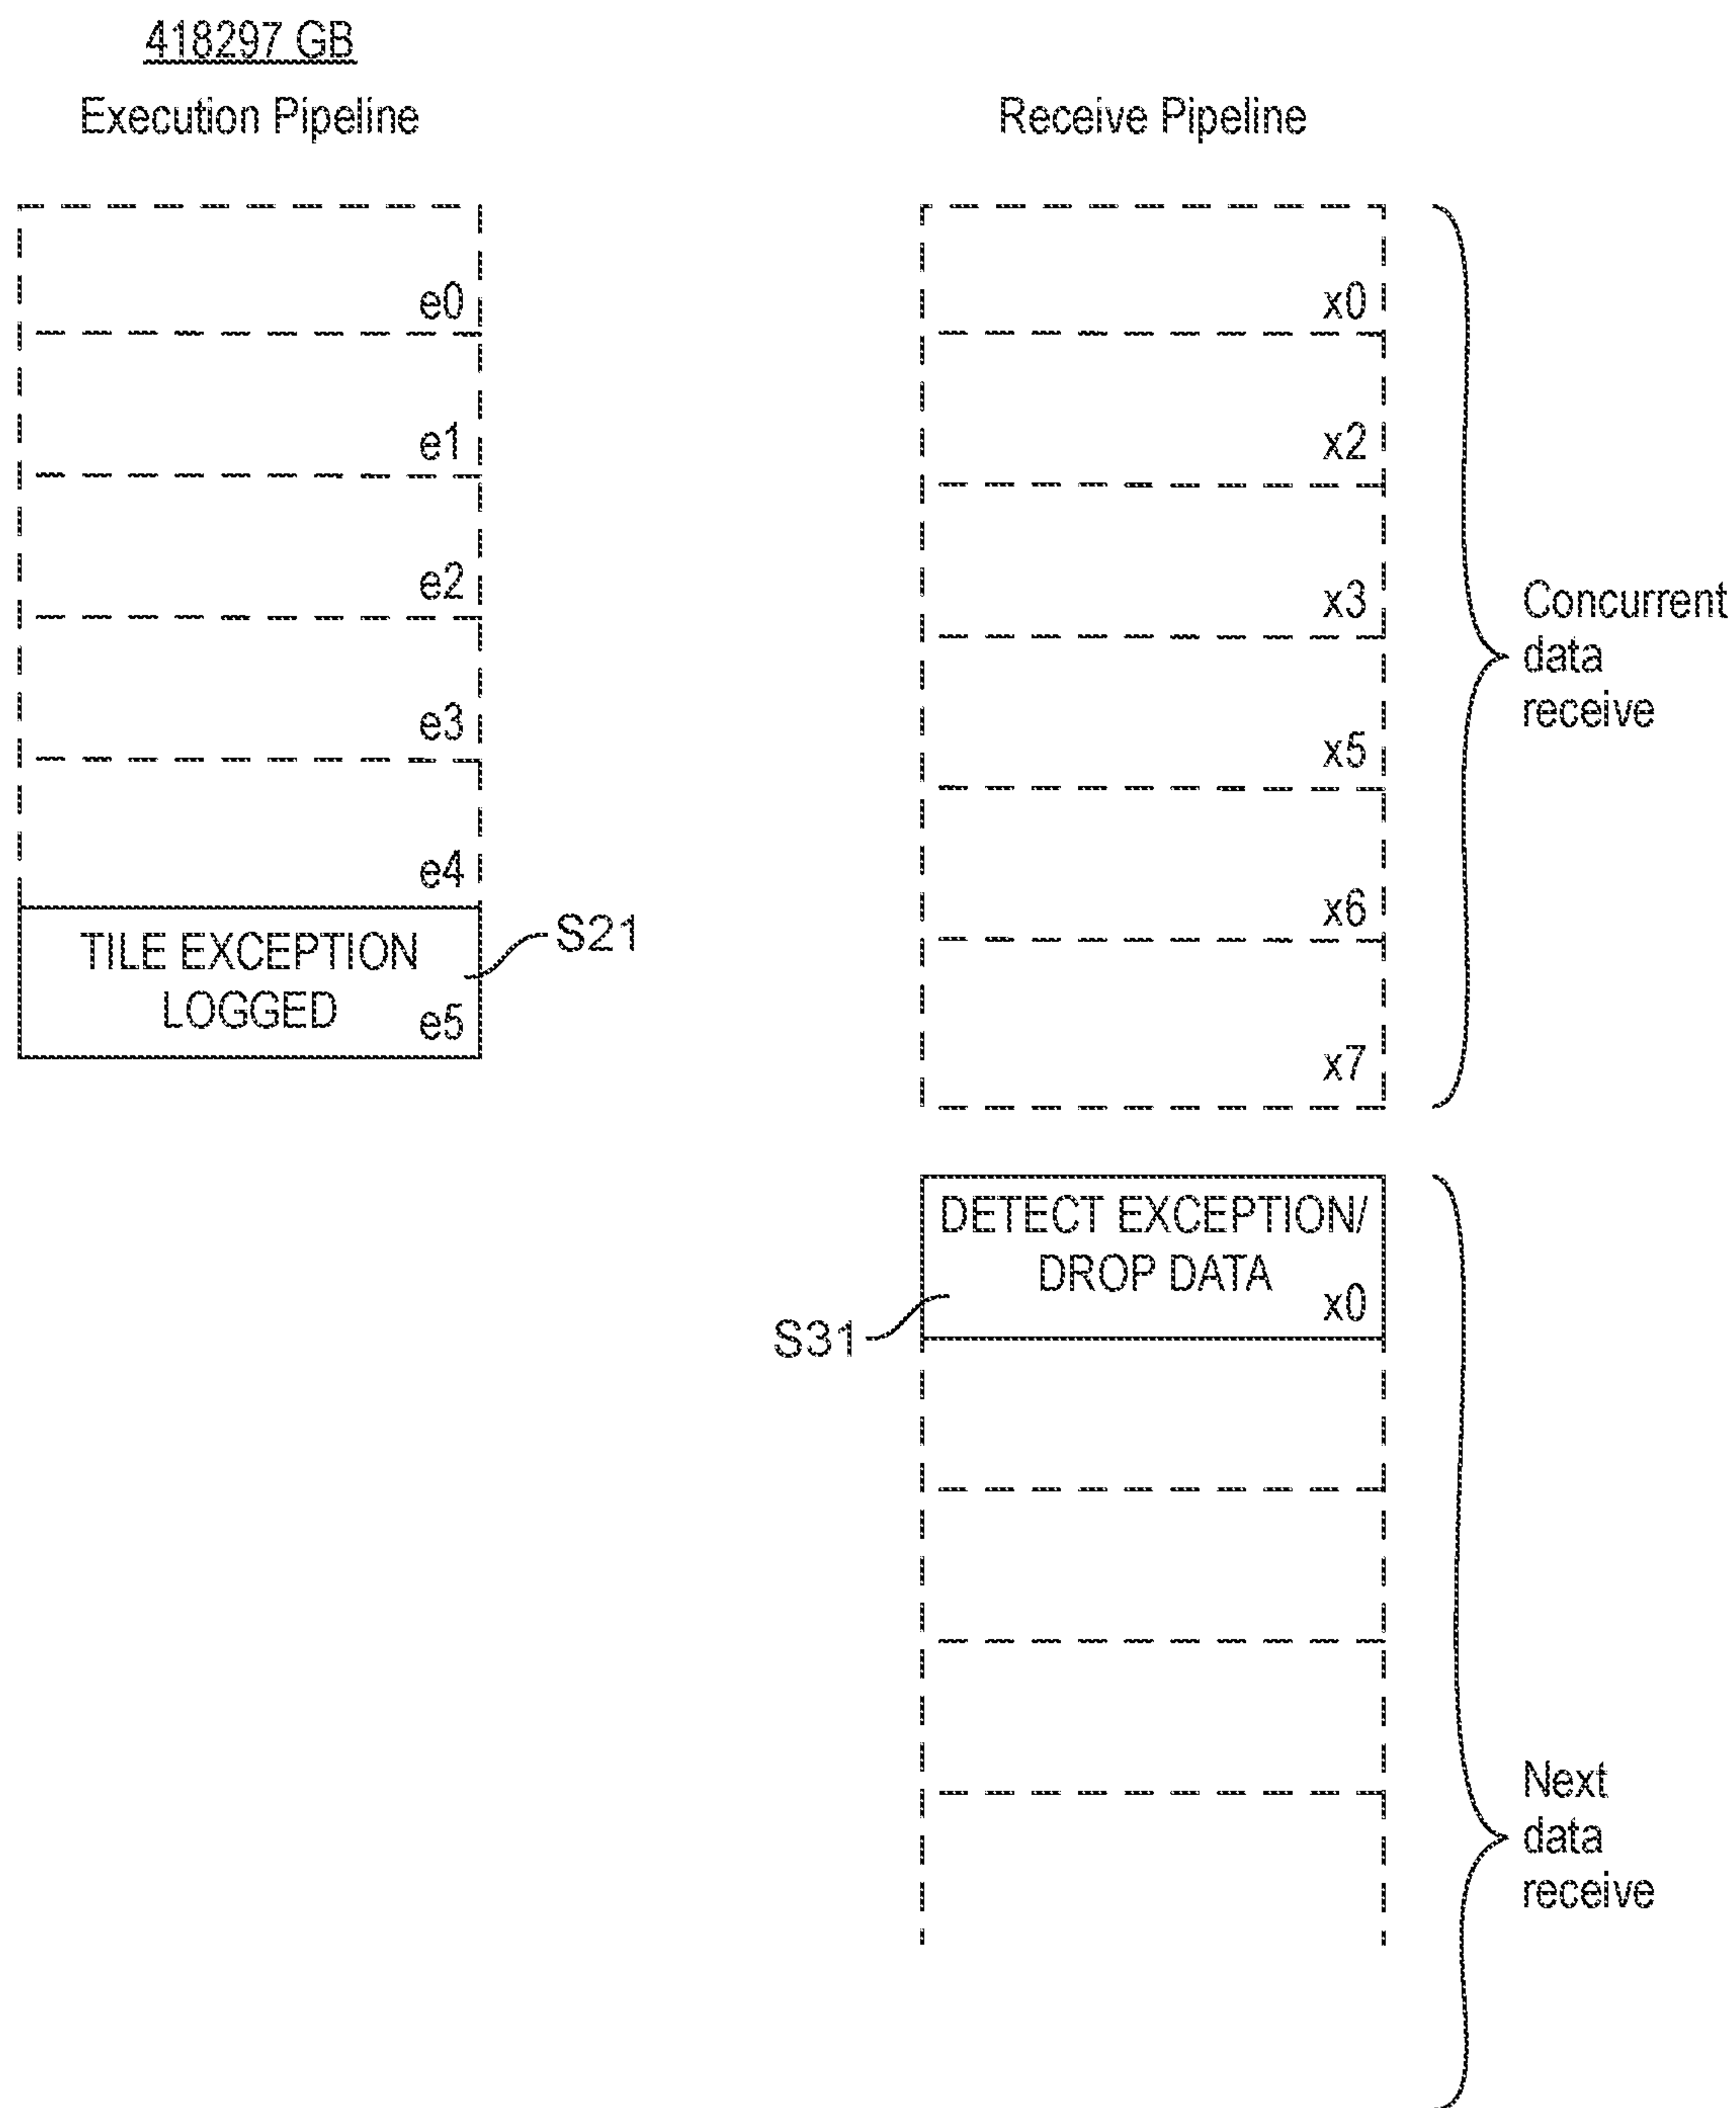 418297 GB
Execution Pipeline
e0
e1
e2
e3
e4
TILE EXCEPTION
LOGGED
e5
S21
Receive Pipeline
x0
x2
x3
x5
x6
x7
Concurrent
data
receive
DETECT EXCEPTION/
DROP DATA
x0
S31
Next
data
receive